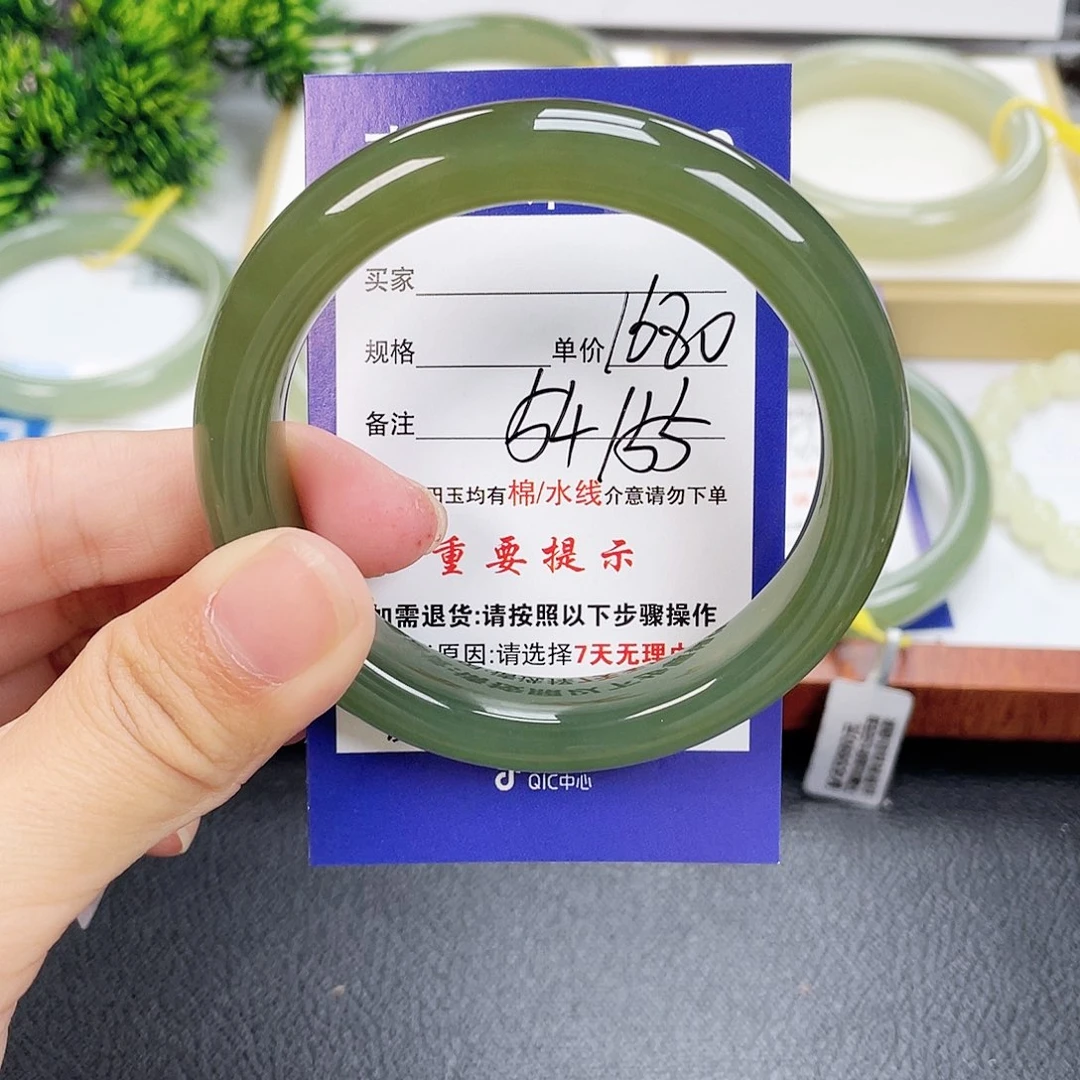 买家
规格 单价 1680
备注 64/155
田玉均有棉/水线介意请勿下单
重要提示
如需退货:请按照以下步骤操作
原因:请选择7天无理由
QIC中心